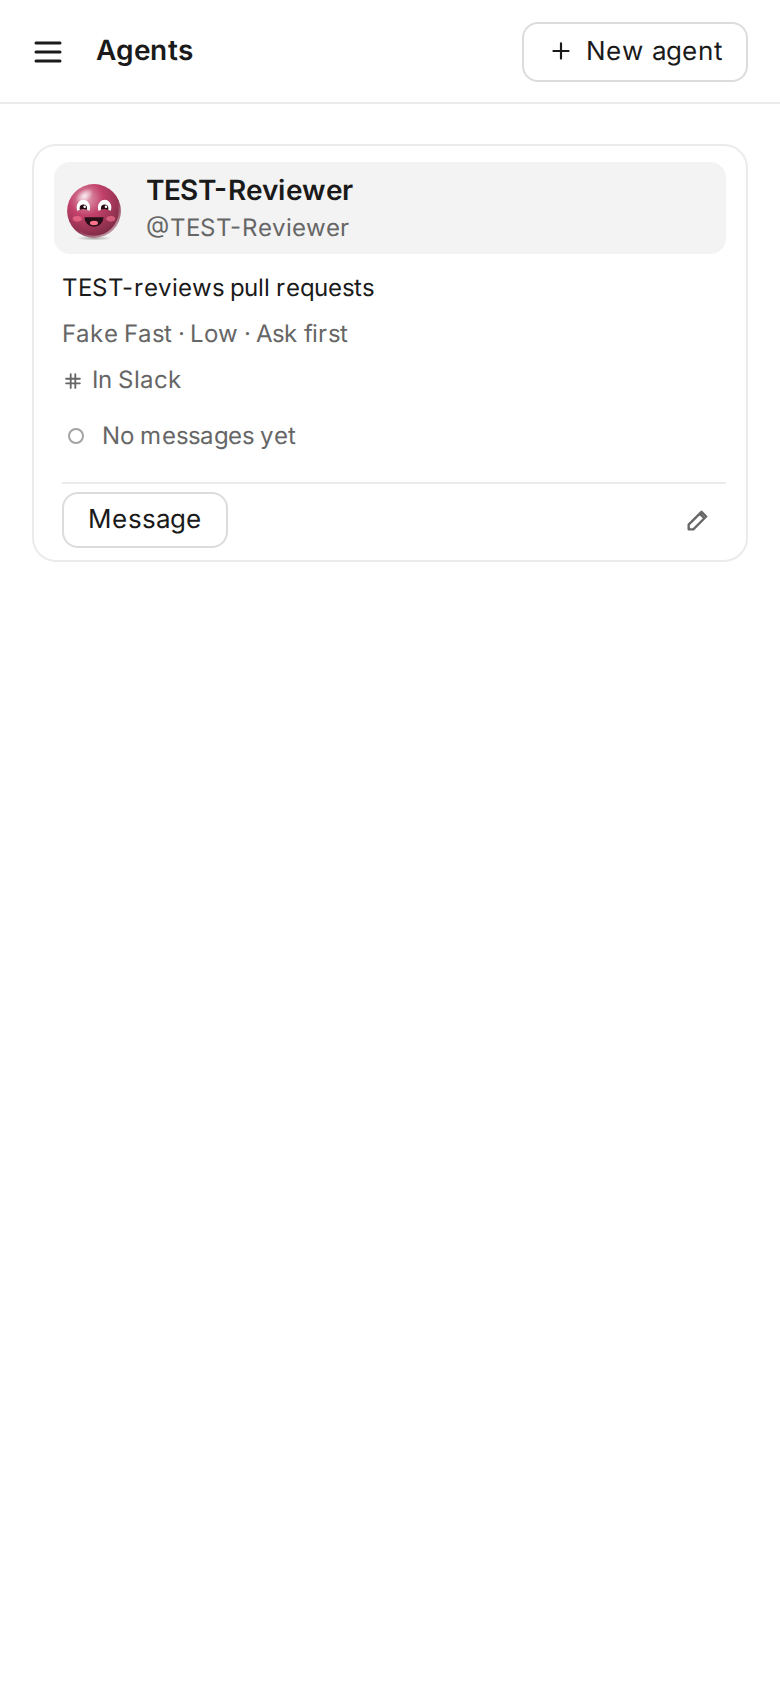 Agents
+ New agent
TEST-Reviewer
@TEST-Reviewer
TEST-reviews pull requests
Fake Fast · Low · Ask first
# In Slack
No messages yet
Message